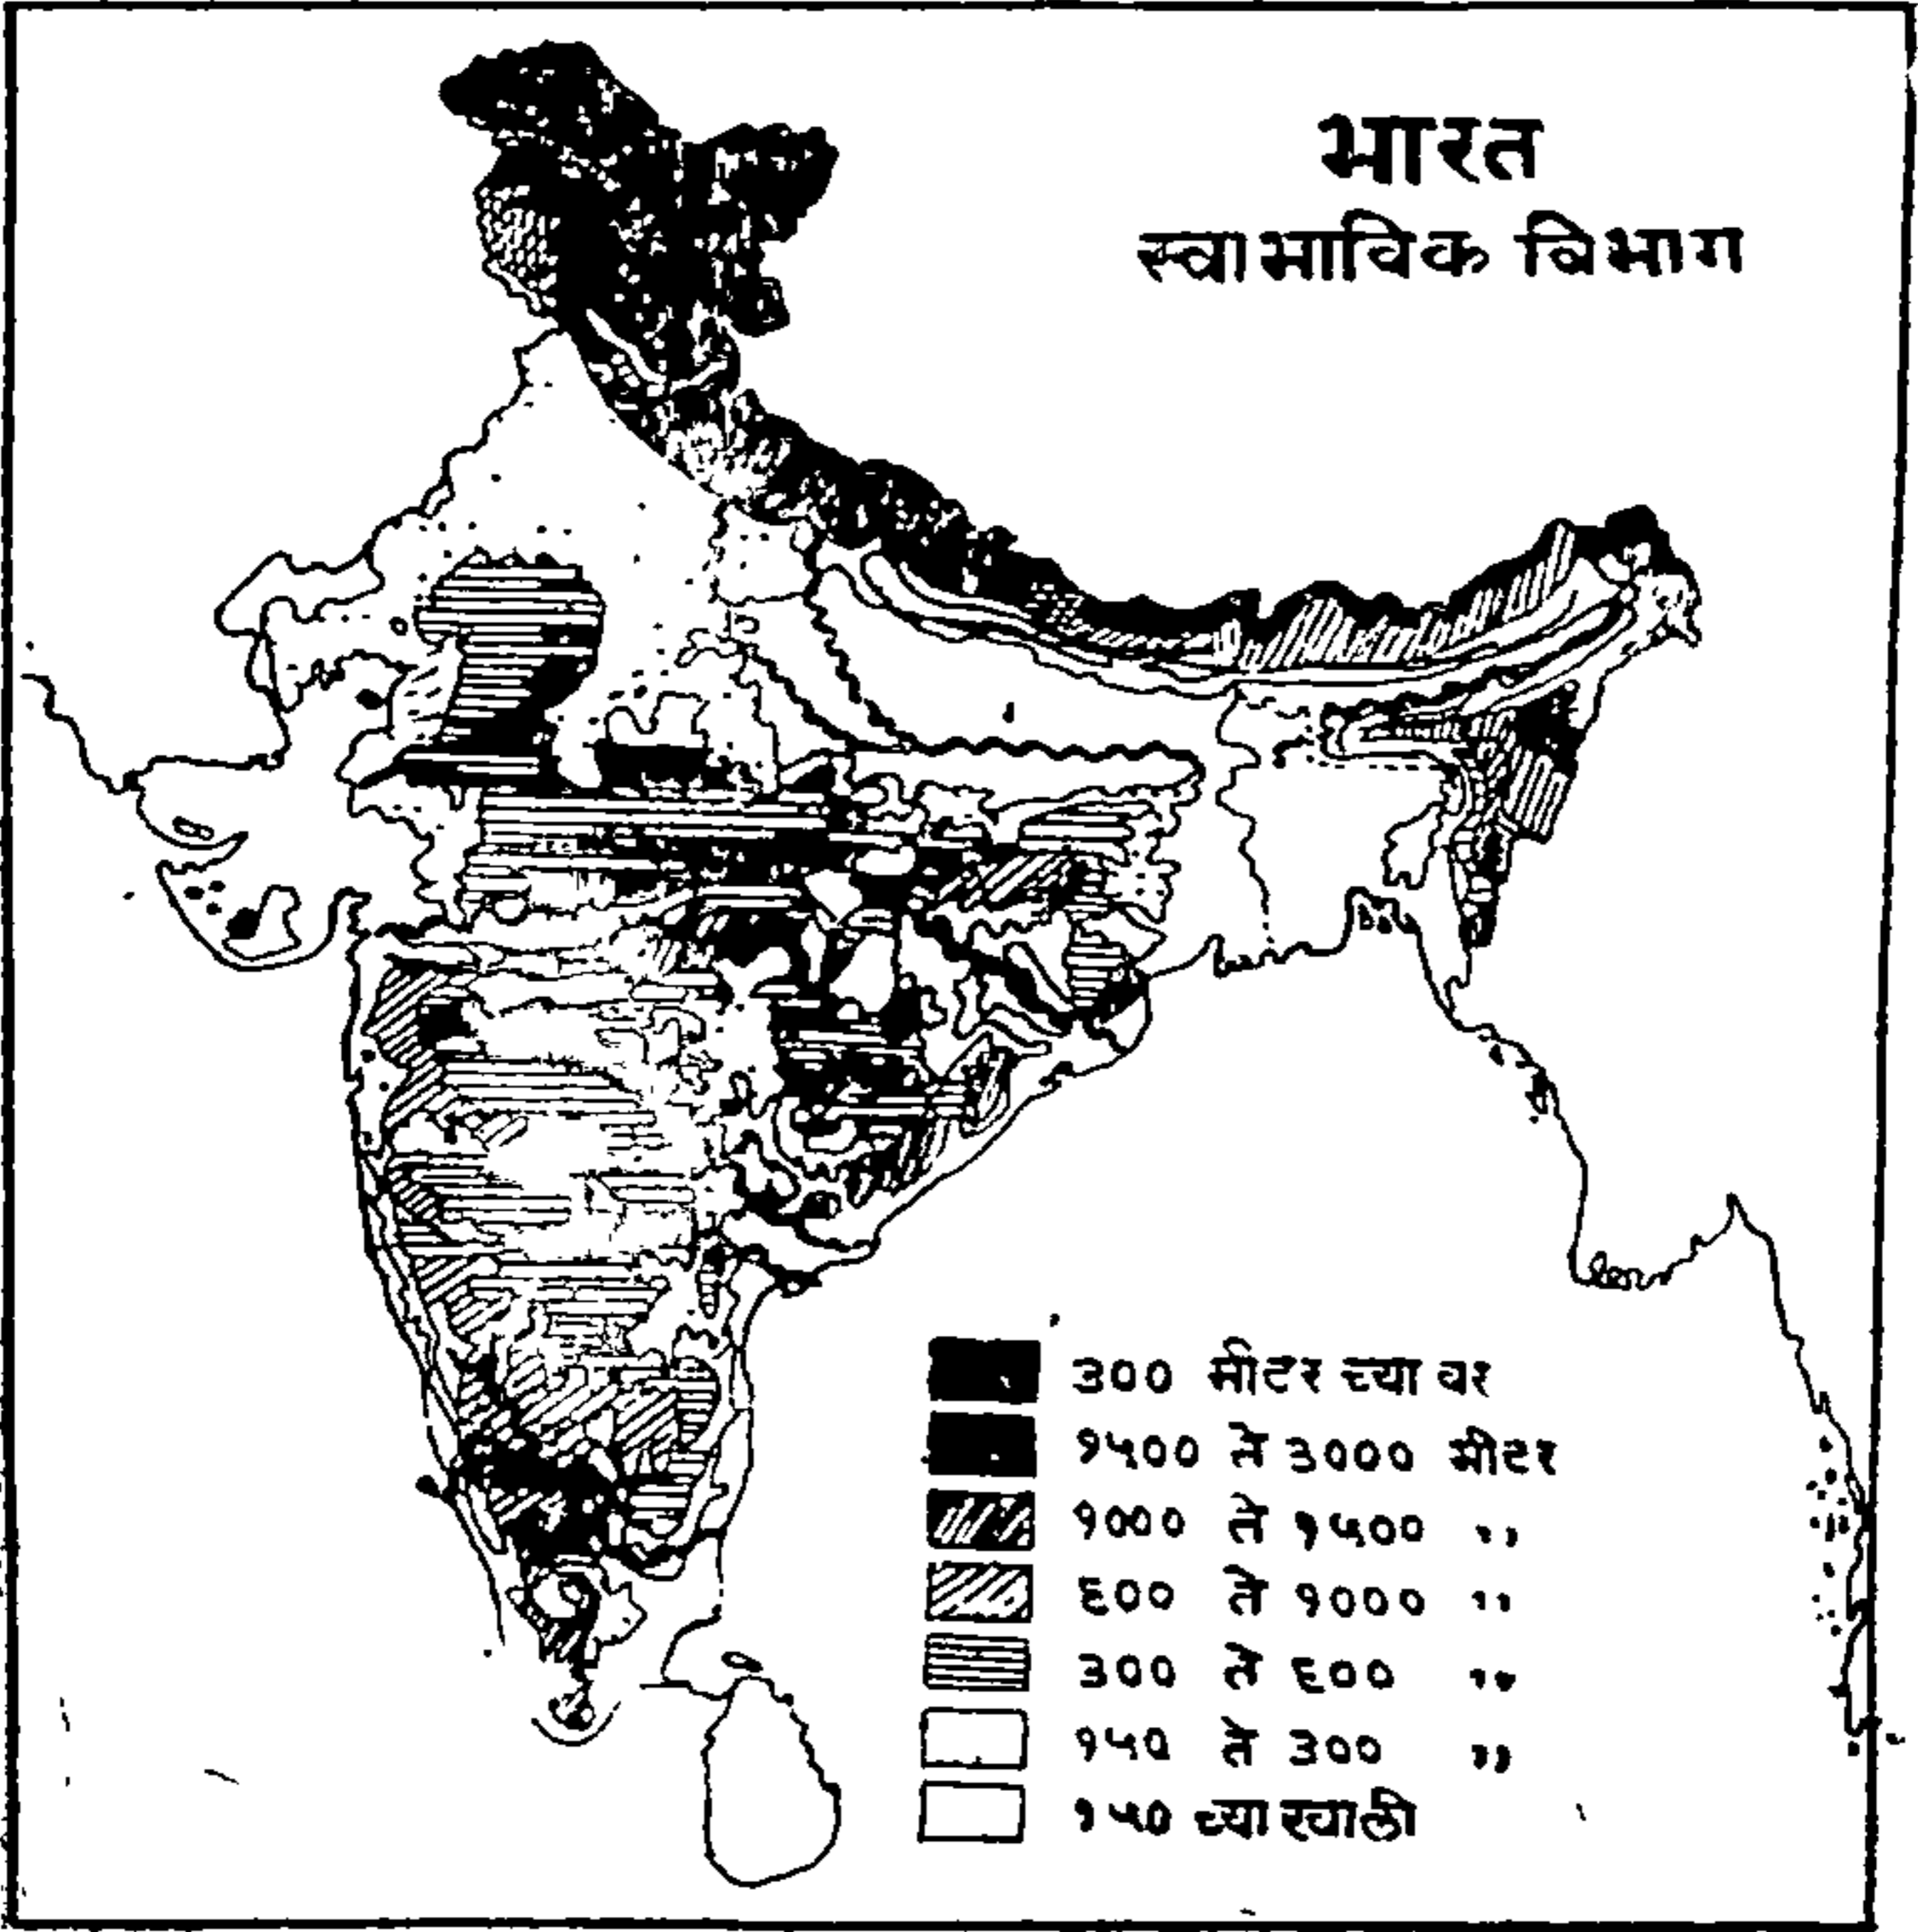 भारत
स्वाभाविक विभाग
३०० मीटर च्या वर
१५०० ते ३००० मीटर
१००० ते १५०० ,,
६०० ते १००० ,,
३०० ते ६०० ,,
१५० ते ३०० ,,
१५० च्या खाली